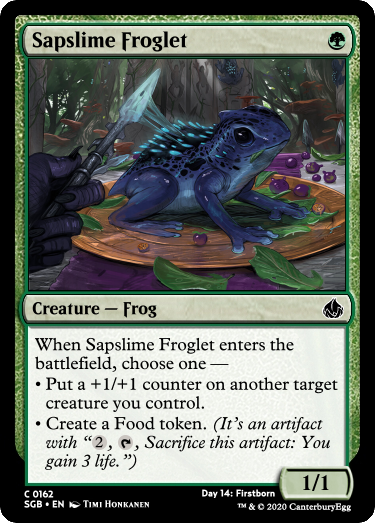 Sapslime Froglet
Creature — Frog
When Sapslime Froglet enters the
battlefield, choose one —
• Put a +1/+1 counter on another target
creature you control.
• Create a Food token. (It's an artifact
with “2, , Sacrifice this artifact: You
gain 3 life.”)
1/1
C 0162
SGB • EN Timi Honkanen
Day 14: Firstborn
™ & © 2020 CanterburyEgg